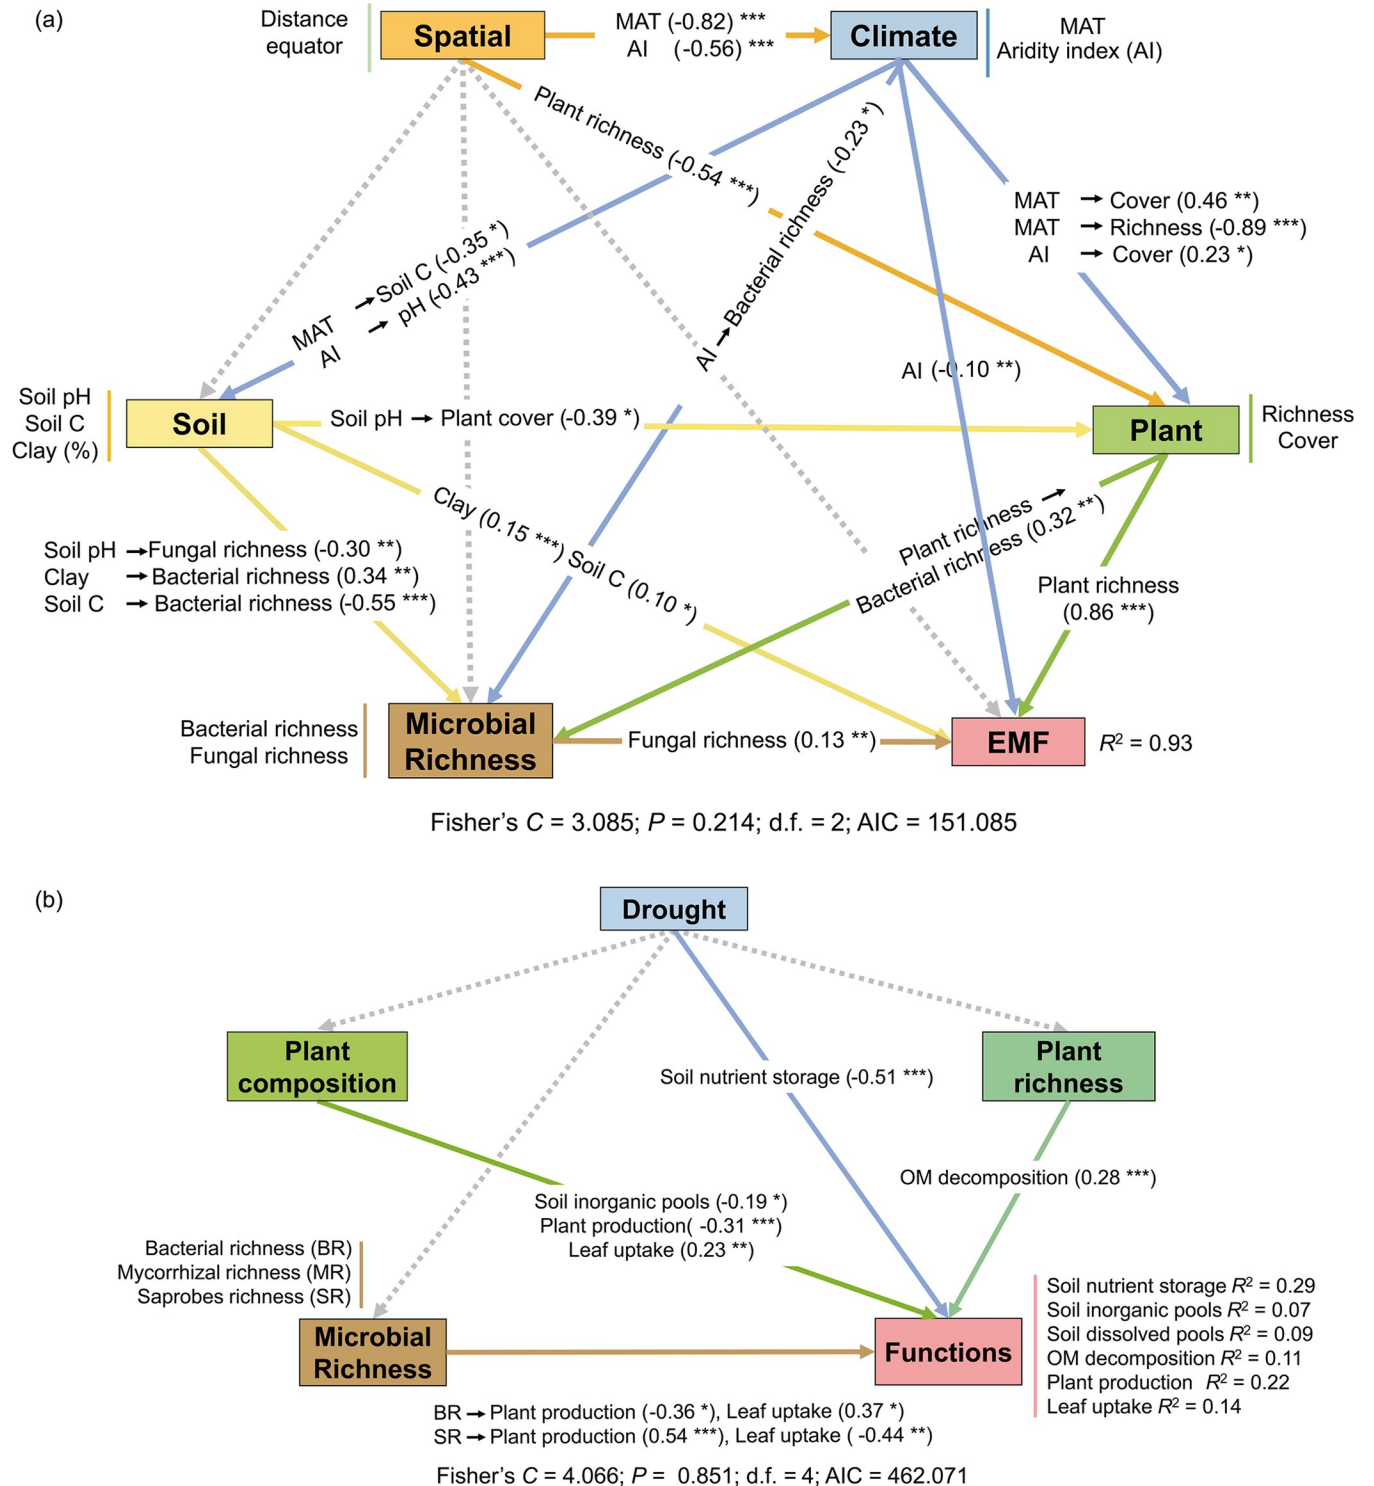 (a)
Distance
equator
Spatial
MAT (-0.82) ***
AI (-0.56) ***
Climate
MAT
Aridity index (AI)
Plant richness (-0.54 ***)
AI → Bacterial richness (-0.23 *)
MAT → Cover (0.46 **)
MAT → Richness (-0.89 ***)
AI → Cover (0.23 *)
MAT → Soil C (-0.35 *)
AI → pH (-0.43 ***)
AI (-0.10 **)
Soil pH
Soil C
Clay (%)
Soil
Soil pH → Plant cover (-0.39 *)
Plant
Richness
Cover
Clay (0.15 ***) Soil C (0.10 *)
Plant richness →
Bacterial richness (0.32 **)
Soil pH → Fungal richness (-0.30 **)
Clay → Bacterial richness (0.34 **)
Soil C → Bacterial richness (-0.55 ***)
Plant richness
(0.86 ***)
Bacterial richness
Fungal richness
Microbial
Richness
Fungal richness (0.13 **)
EMF
R² = 0.93
Fisher's C = 3.085; P = 0.214; d.f. = 2; AIC = 151.085
(b)
Drought
Plant
composition
Plant
richness
Soil nutrient storage (-0.51 ***)
OM decomposition (0.28 ***)
Soil inorganic pools (-0.19 *)
Plant production( -0.31 ***)
Leaf uptake (0.23 **)
Bacterial richness (BR)
Mycorrhizal richness (MR)
Saprobes richness (SR)
Microbial
Richness
Functions
Soil nutrient storage R² = 0.29
Soil inorganic pools R² = 0.07
Soil dissolved pools R² = 0.09
OM decomposition R² = 0.11
Plant production R² = 0.22
Leaf uptake R² = 0.14
BR → Plant production (-0.36 *), Leaf uptake (0.37 *)
SR → Plant production (0.54 ***), Leaf uptake ( -0.44 **)
Fisher's C = 4.066; P = 0.851; d.f. = 4; AIC = 462.071